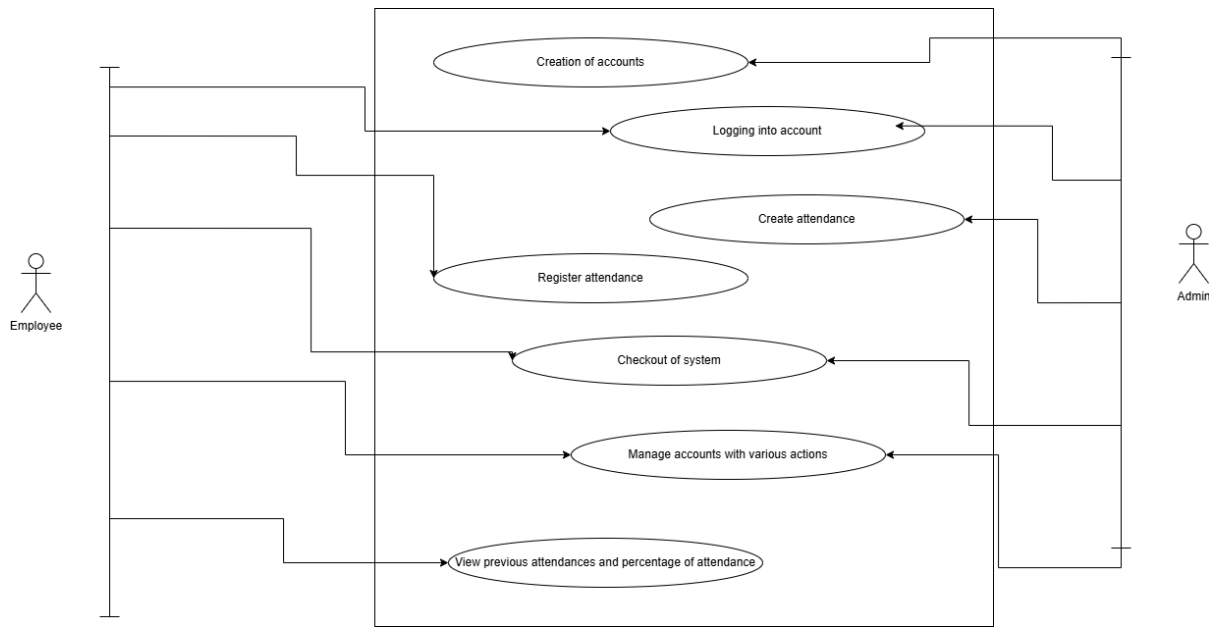 Creation of accounts
Logging into account
Create attendance
Register attendance
Employee
Admin
Checkout of system
Manage accounts with various actions
View previous attendances and percentage of attendance